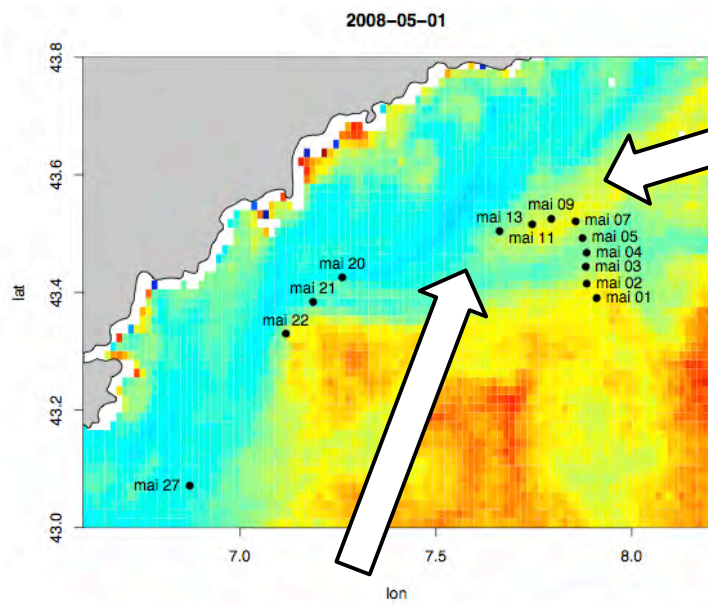 2008−05−01
43.8
43.6
43.4
43.2
43.0
lat
mai 09
mai 13
mai 07
mai 11
mai 05
mai 04
mai 03
mai 02
mai 01
mai 20
mai 21
mai 22
mai 27
7.0
7.5
8.0
lon